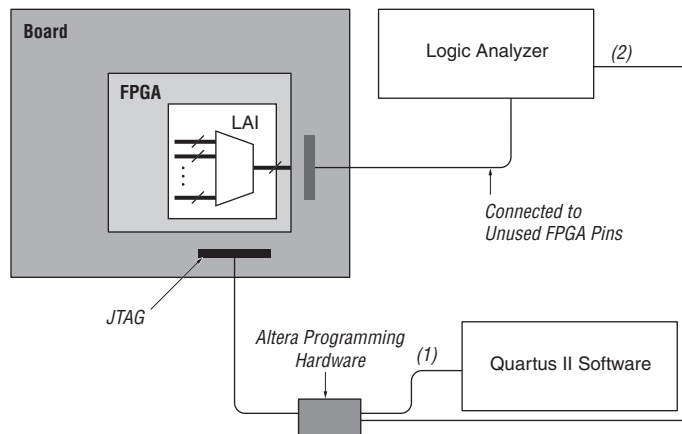 Board
FPGA
LAI
Logic Analyzer
(2)
Connected to
Unused FPGA Pins
JTAG
Altera Programming
Hardware
(1)
Quartus II Software